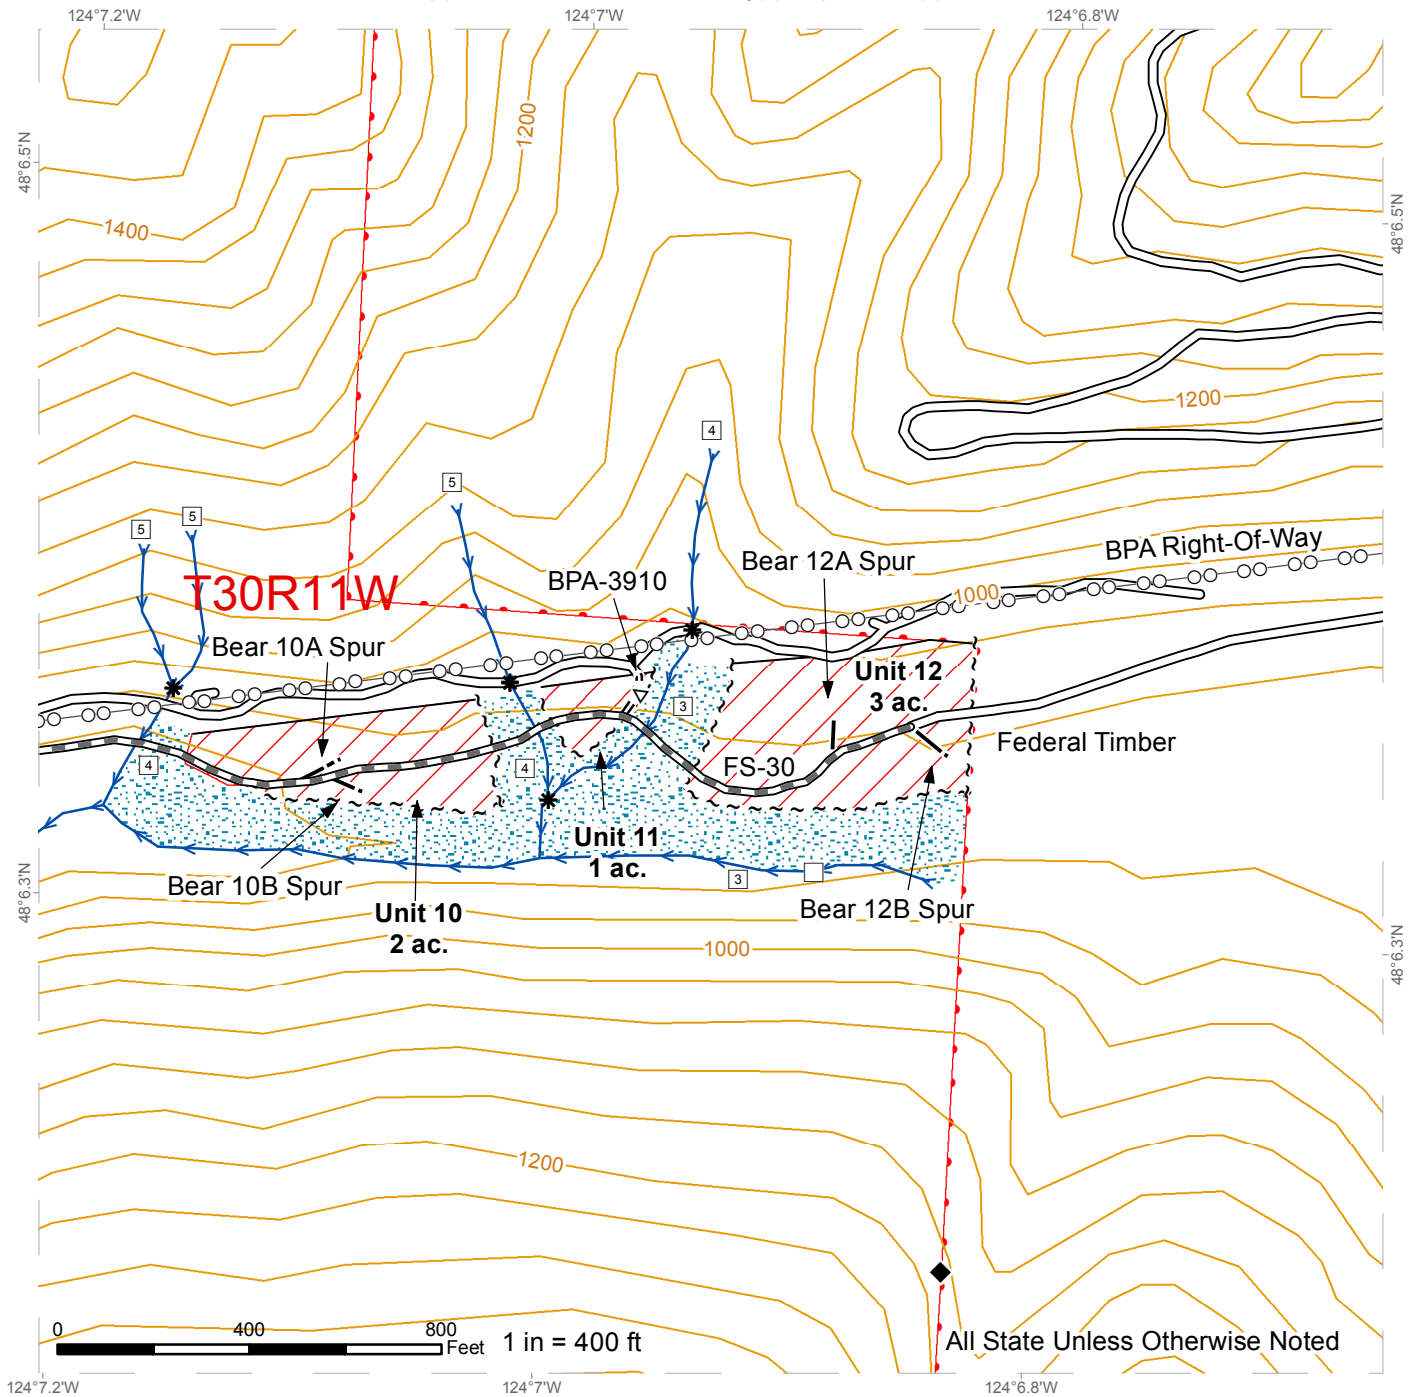 124°7.2'W
124°7'W
124°6.8'W
48°6.5'N
48°6.5'N
1200
1400
1200
4
5
5
5
BPA Right-Of-Way
Bear 12A Spur
BPA-3910
1000
T30R11W
Bear 10A Spur
Unit 12
3 ac.
3
Federal Timber
4
4
FS-30
Unit 11
1 ac.
3
Bear 10B Spur
Bear 12B Spur
Unit 10
2 ac.
48°6.3'N
48°6.3'N
1000
1200
0 400 800
Feet
1 in = 400 ft
All State Unless Otherwise Noted
124°7.2'W
124°7'W
124°6.8'W